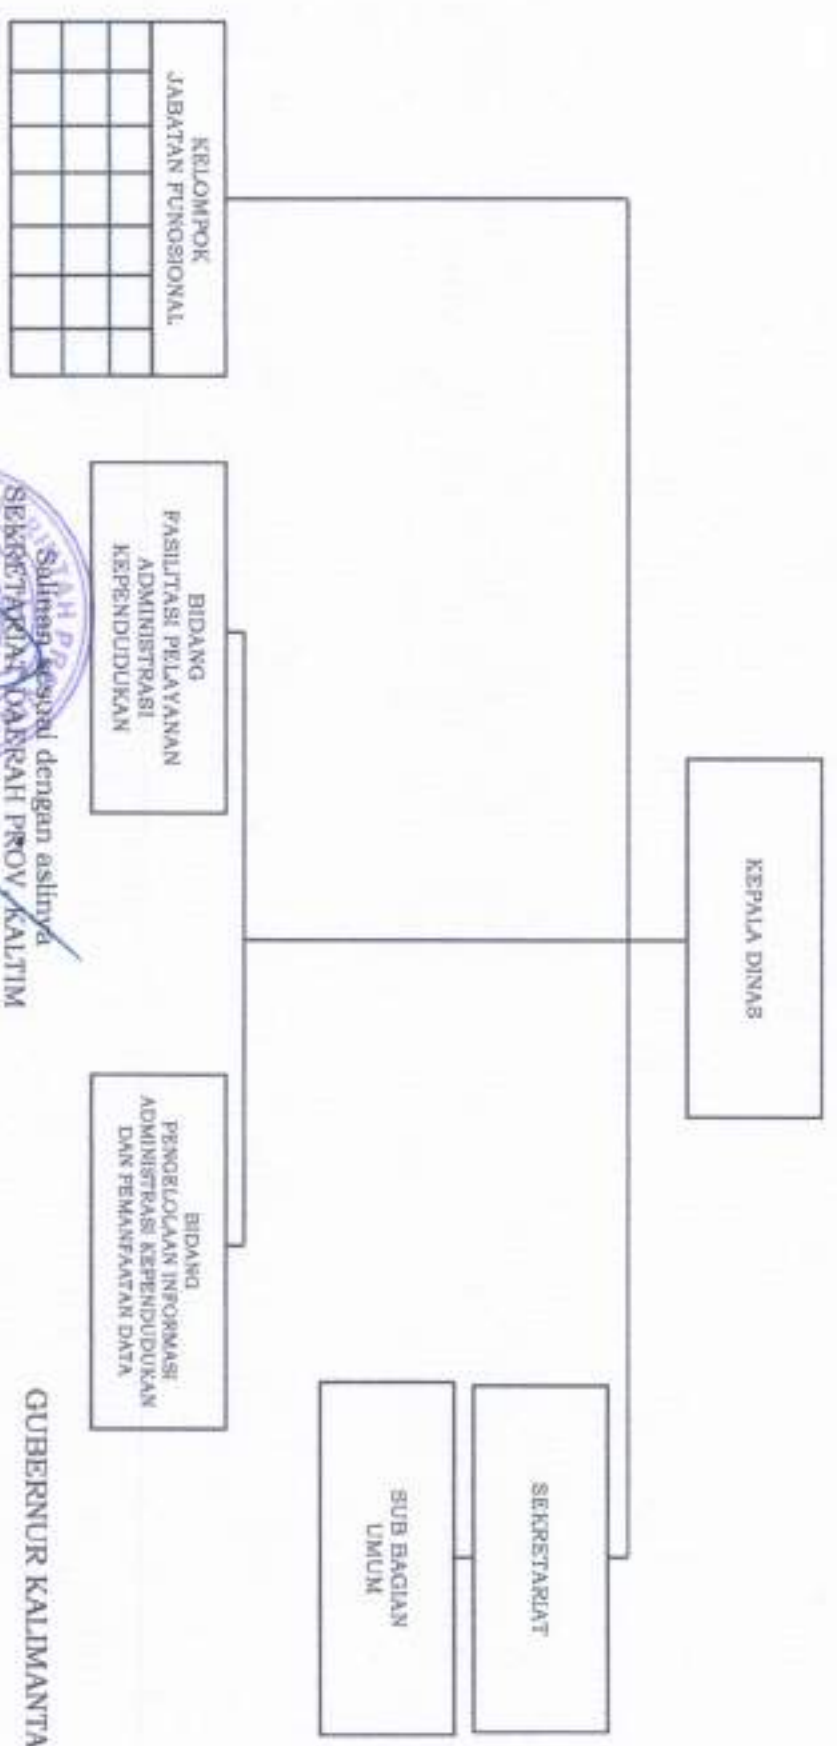 KEPALA DINAS
SEKRETARIAT
SUB BAGIAN
UMUM
KELOMPOK
JABATAN FUNGSIONAL
BIDANG
FASILITASI PELAYANAN
ADMINISTRASI
KEPENDUDUKAN
BIDANG
PENGELOLAAN INFORMASI
ADMINISTRASI KEPENDUDUKAN
DAN PEMANFAATAN DATA
Salinan sesuai dengan aslinya
SEKRETARIAT DAERAH PROV. KALTIM
GUBERNUR KALIMANTA